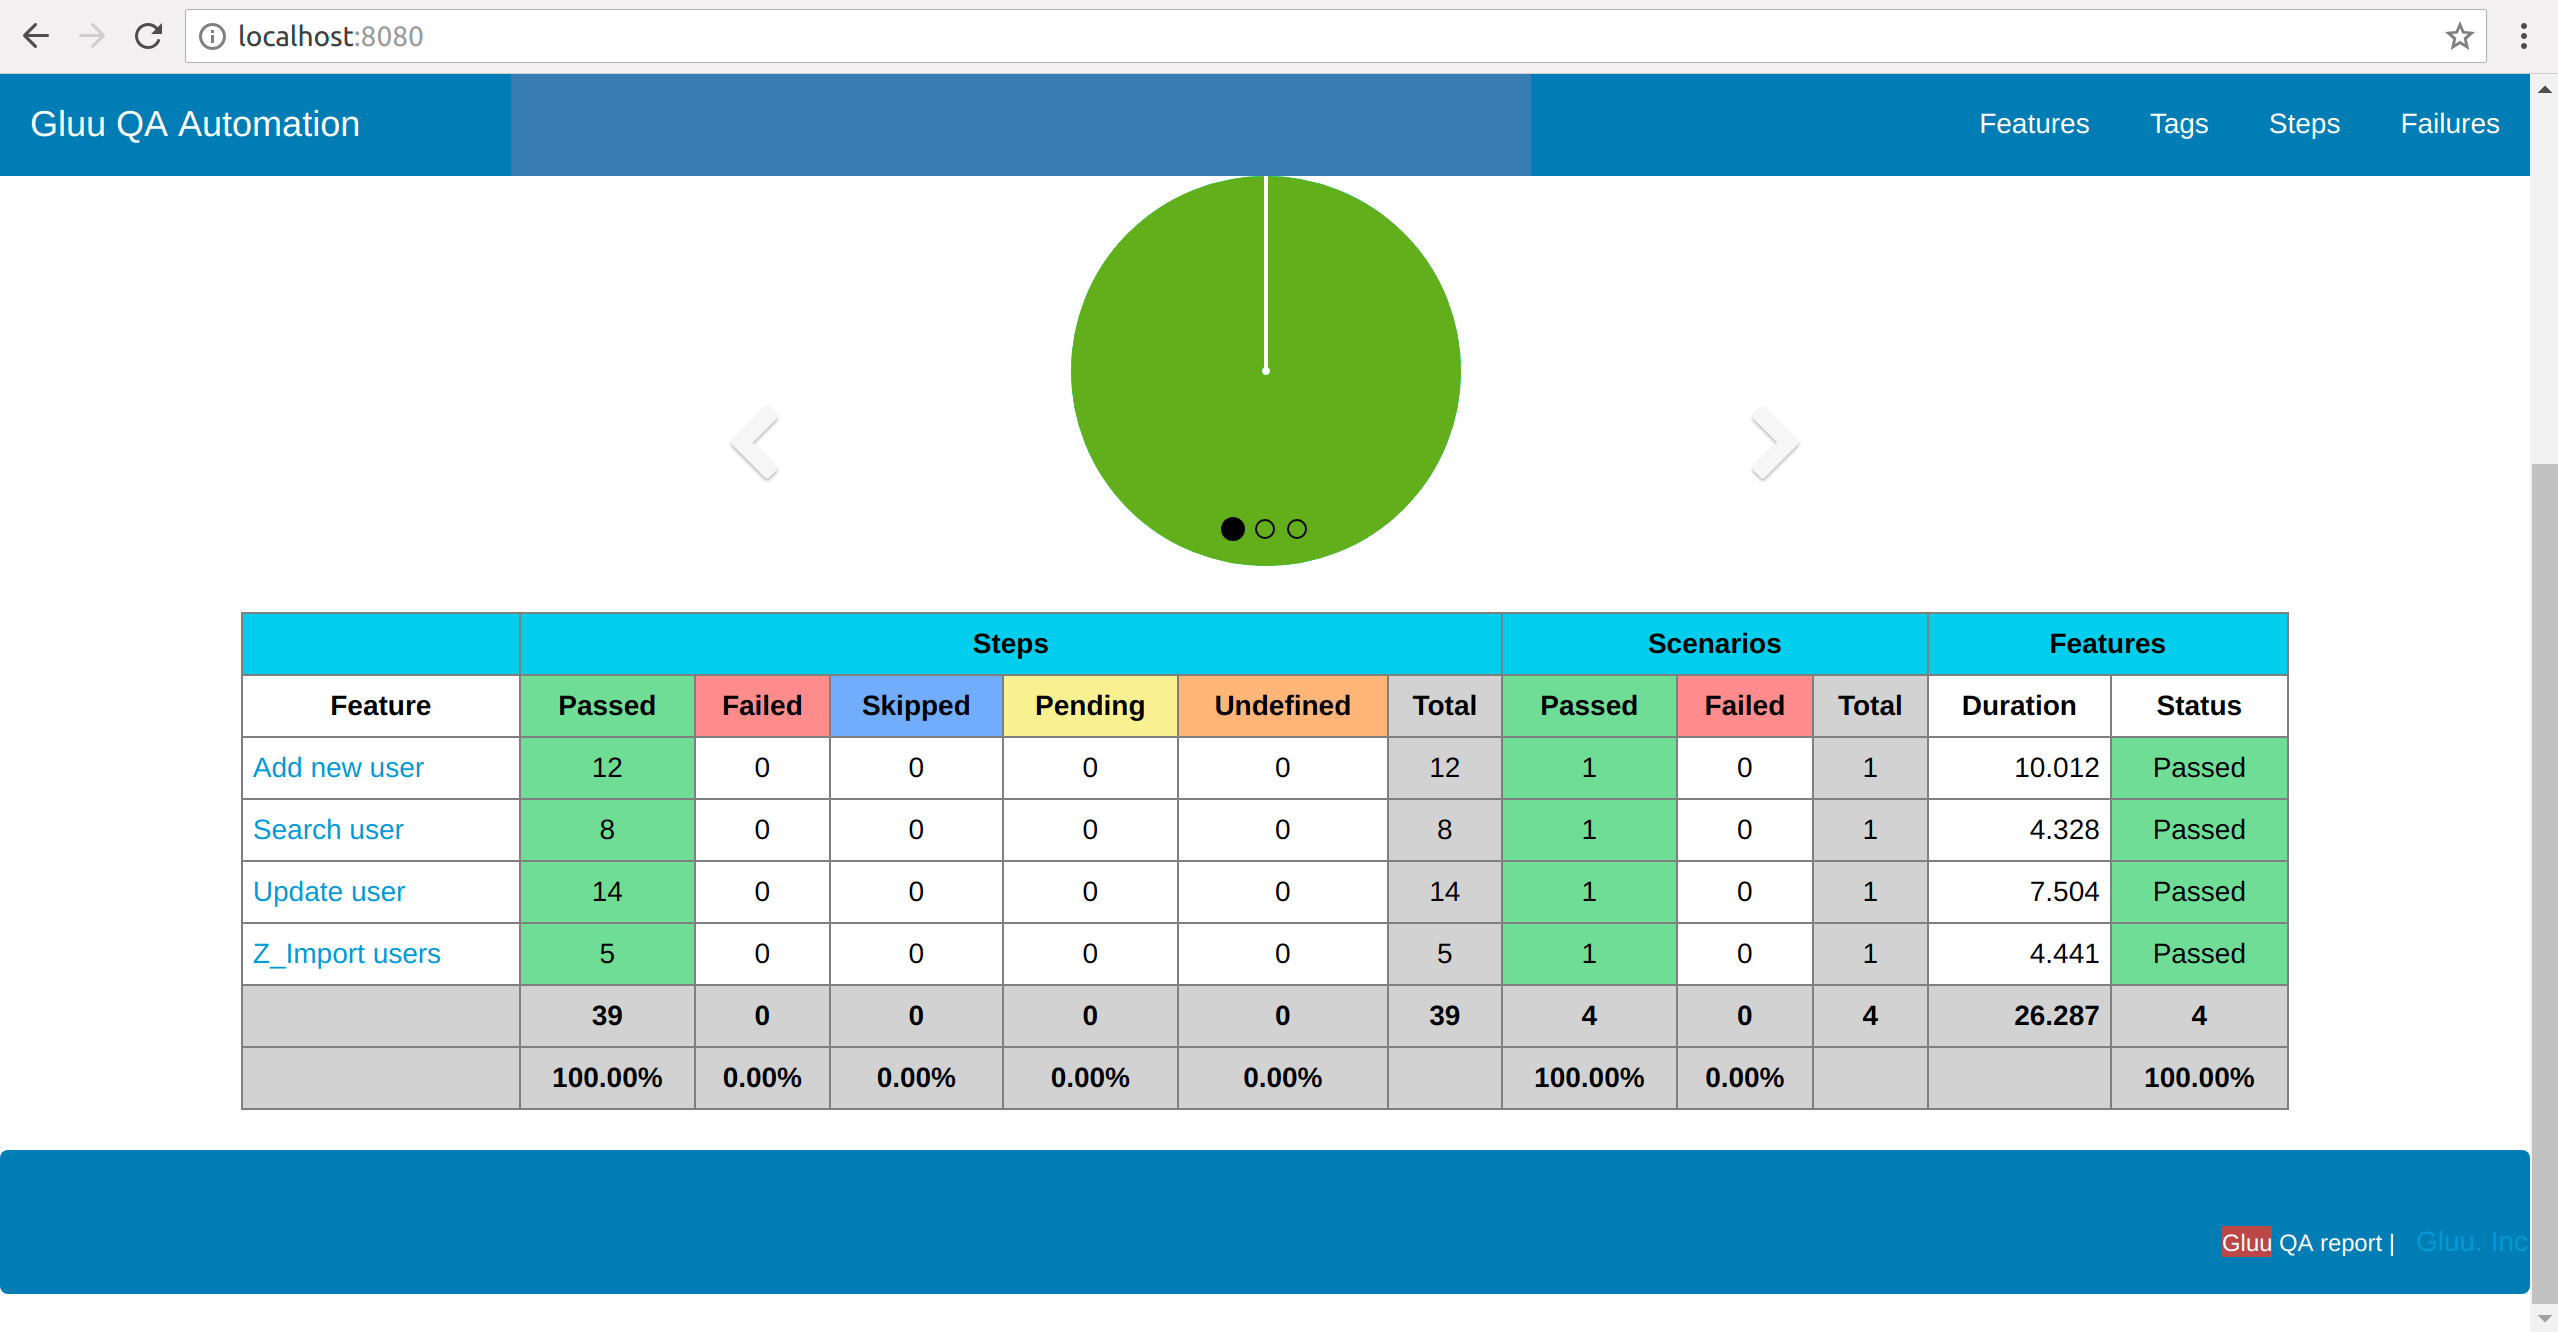 localhost:8080
Gluu QA Automation Features Tags Steps Failures
Steps Scenarios Features
Feature Passed Failed Skipped Pending Undefined Total Passed Failed Total Duration Status
Add new user 12 0 0 0 0 12 1 0 1 10.012 Passed
Search user 8 0 0 0 0 8 1 0 1 4.328 Passed
Update user 14 0 0 0 0 14 1 0 1 7.504 Passed
Z_Import users 5 0 0 0 0 5 1 0 1 4.441 Passed
39 0 0 0 0 39 4 0 4 26.287 4
100.00% 0.00% 0.00% 0.00% 0.00% 100.00% 0.00% 100.00%
Gluu QA report | Gluu. Inc